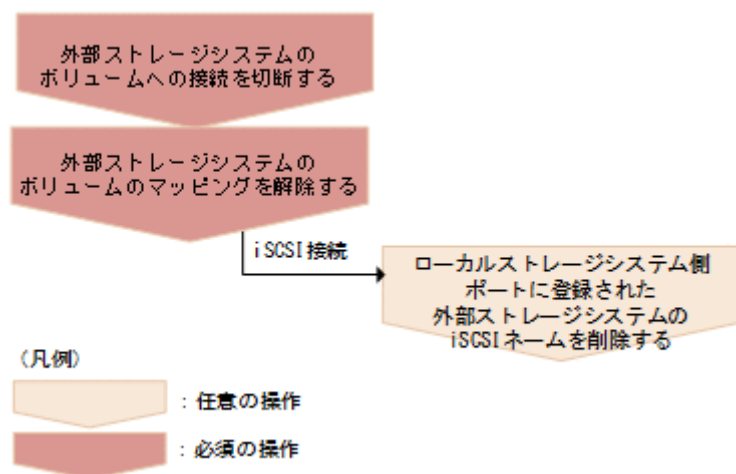 外部ストレージシステムの
ボリュームへの接続を切断する
外部ストレージシステムの
ボリュームのマッピングを解除する
iSCSI接続
ローカルストレージシステム側
ポートに登録された
外部ストレージシステムの
iSCSIネームを削除する
(凡例)
：任意の操作
：必須の操作